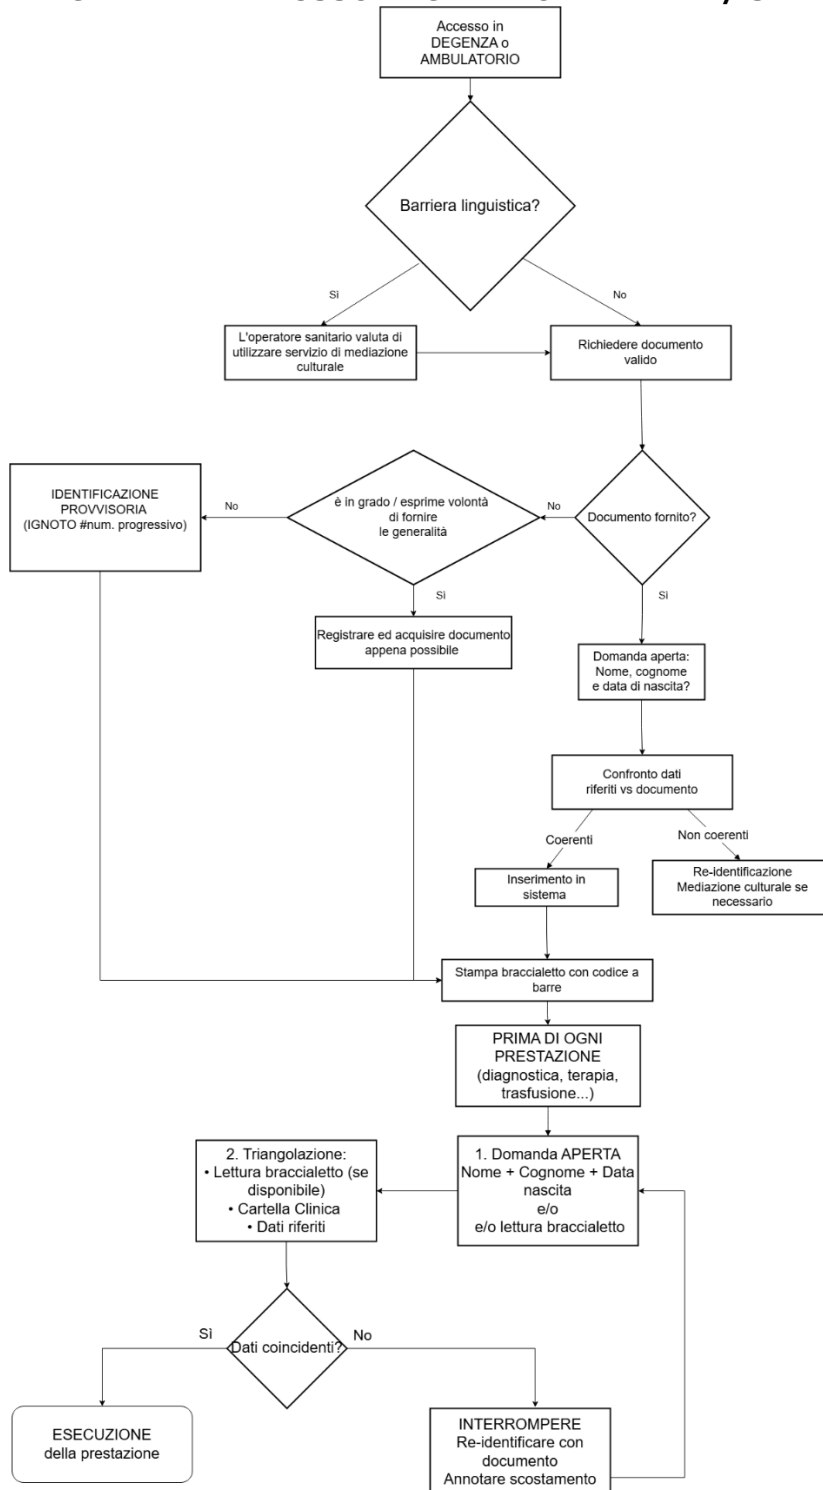 Accesso in
DEGENZA o
AMBULATORIO
Barriera linguistica?
Sì
No
L'operatore sanitario valuta di
utilizzare servizio di mediazione
culturale
Richiedere documento
valido
IDENTIFICAZIONE
PROVVISORIA
(IGNOTO #num. progressivo)
No
è in grado / esprime volontà
di fornire
le generalità
No
Documento fornito?
Sì
Sì
Registrare ed acquisire documento
appena possibile
Domanda aperta:
Nome, cognome
e data di nascita?
Confronto dati
riferiti vs documento
Coerenti
Non coerenti
Inserimento in
sistema
Re-identificazione
Mediazione culturale se
necessario
Stampa braccialetto con codice a
barre
PRIMA DI OGNI
PRESTAZIONE
(diagnostica, terapia,
trasfusione...)
2. Triangolazione:
• Lettura braccialetto (se
disponibile)
• Cartella Clinica
• Dati riferiti
1. Domanda APERTA
Nome + Cognome + Data
nascita
e/o
e/o lettura braccialetto
Sì
Dati coincidenti?
No
ESECUZIONE
della prestazione
INTERROMPERE
Re-identificare con
documento
Annotare scostamento